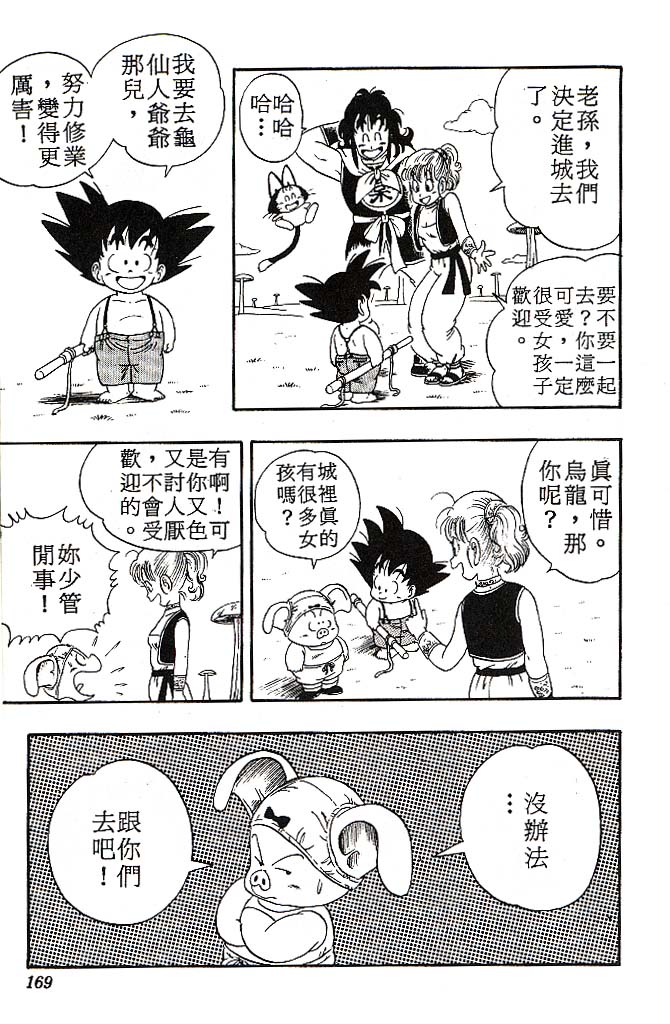 老孫，我們
決定進城去
了。
哈哈
哈…
要不要一起
去？你這麼
可愛，一定
很受女孩子
歡迎。
我要去龜
仙人爺爺
那兒，
努力修業
，變得更
厲害！
眞可惜。
烏龍，那
你呢？
城裡眞的
有很多女
孩嗎？
有啊！可
是你又色
又討人厭
，不會受
歡迎的。
妳少管
閒事！
沒辦法
…
跟你們
去吧！
169